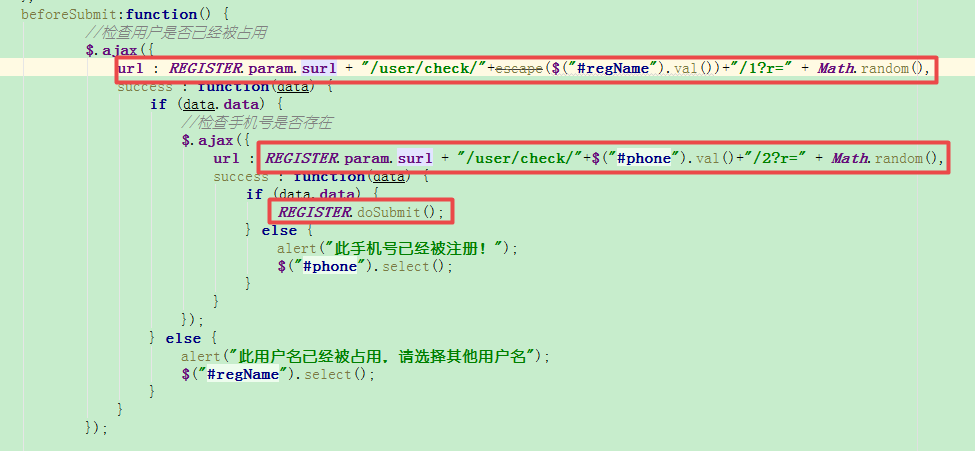 beforeSubmit:function() {
//检查用户是否已经被占用
$.ajax({
url : REGISTER.param.surl + "/user/check/"+escape($("#regName").val())+"/1?r=" + Math.random(),
success : function(data) {
if (data.data) {
//检查手机号是否存在
$.ajax({
url : REGISTER.param.surl + "/user/check/"+$("#phone").val()+"/2?r=" + Math.random(),
success : function(data) {
if (data.data) {
REGISTER.doSubmit();
} else {
alert("此手机号已经被注册！");
$("#phone").select();
}
}
});
} else {
alert("此用户名已经被占用，请选择其他用户名");
$("#regName").select();
}
}
});